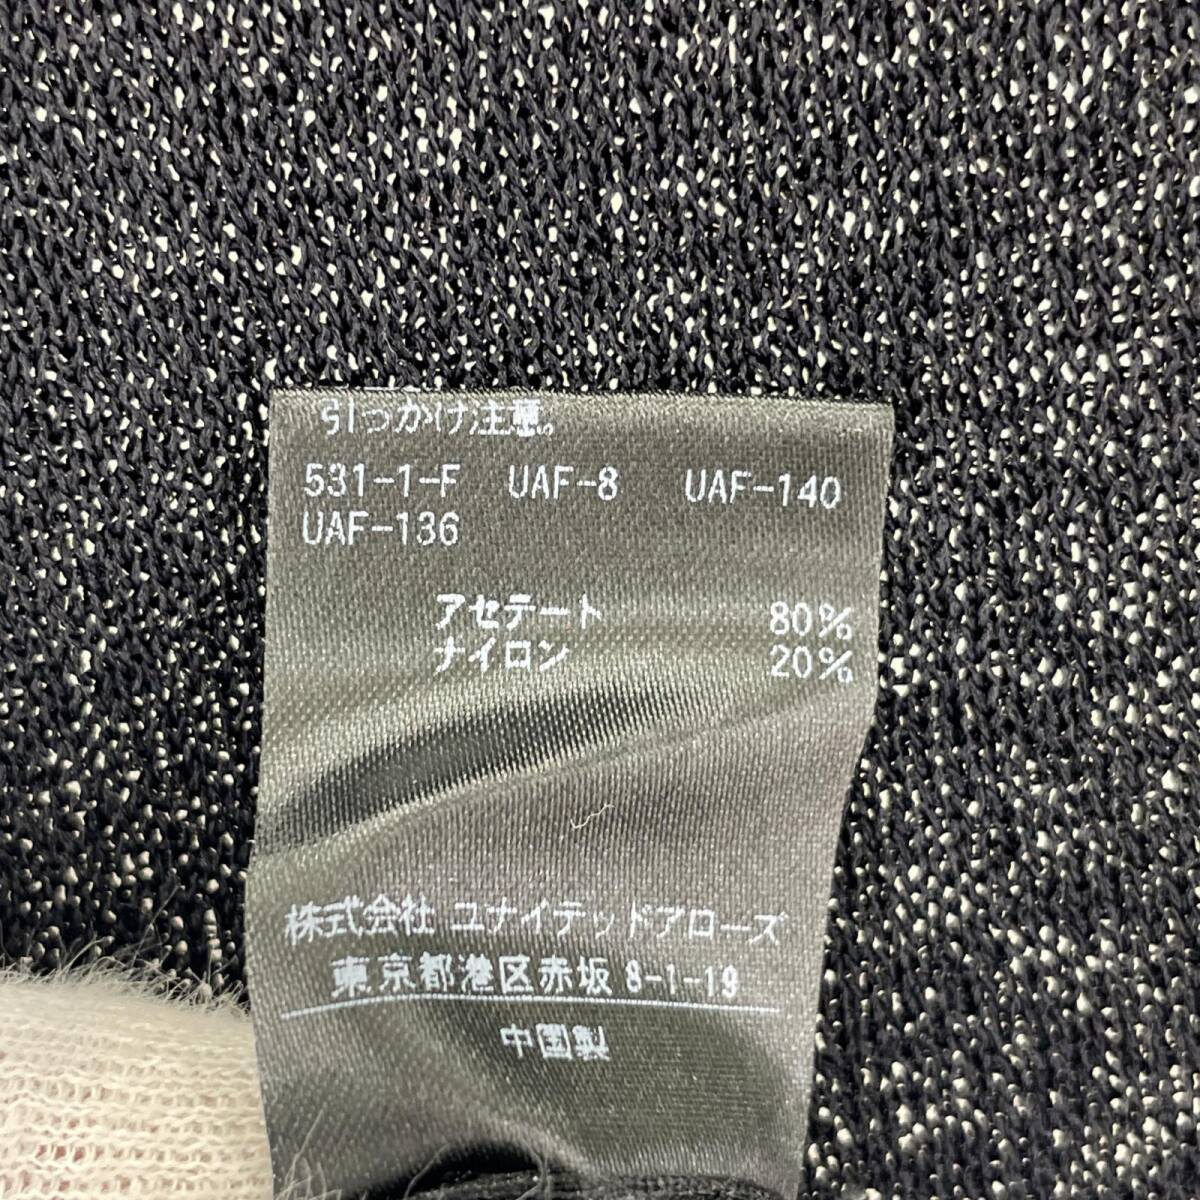 引っかけ注意。
531-1-F UAF-8 UAF-140
UAF-136
アセテート 80%
ナイロン 20%
株式会社 ユナイテッドアローズ
東京都港区赤坂 8-1-19
中国製